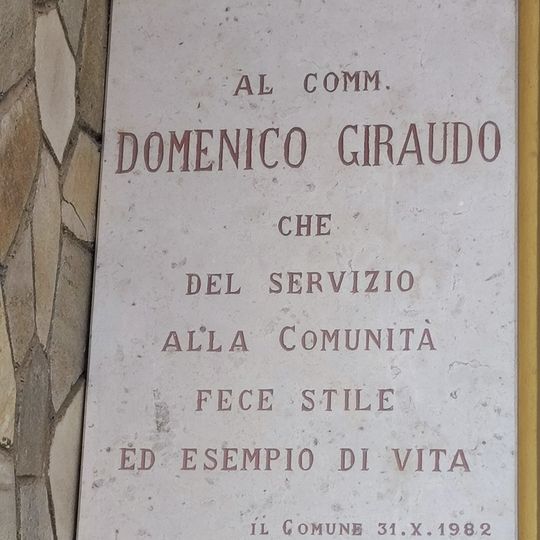 AL COMM.
DOMENICO GIRAUDO
CHE
DEL SERVIZIO
ALLA COMUNITÀ
FECE STILE
ED ESEMPIO DI VITA
IL COMUNE 31.X.1982